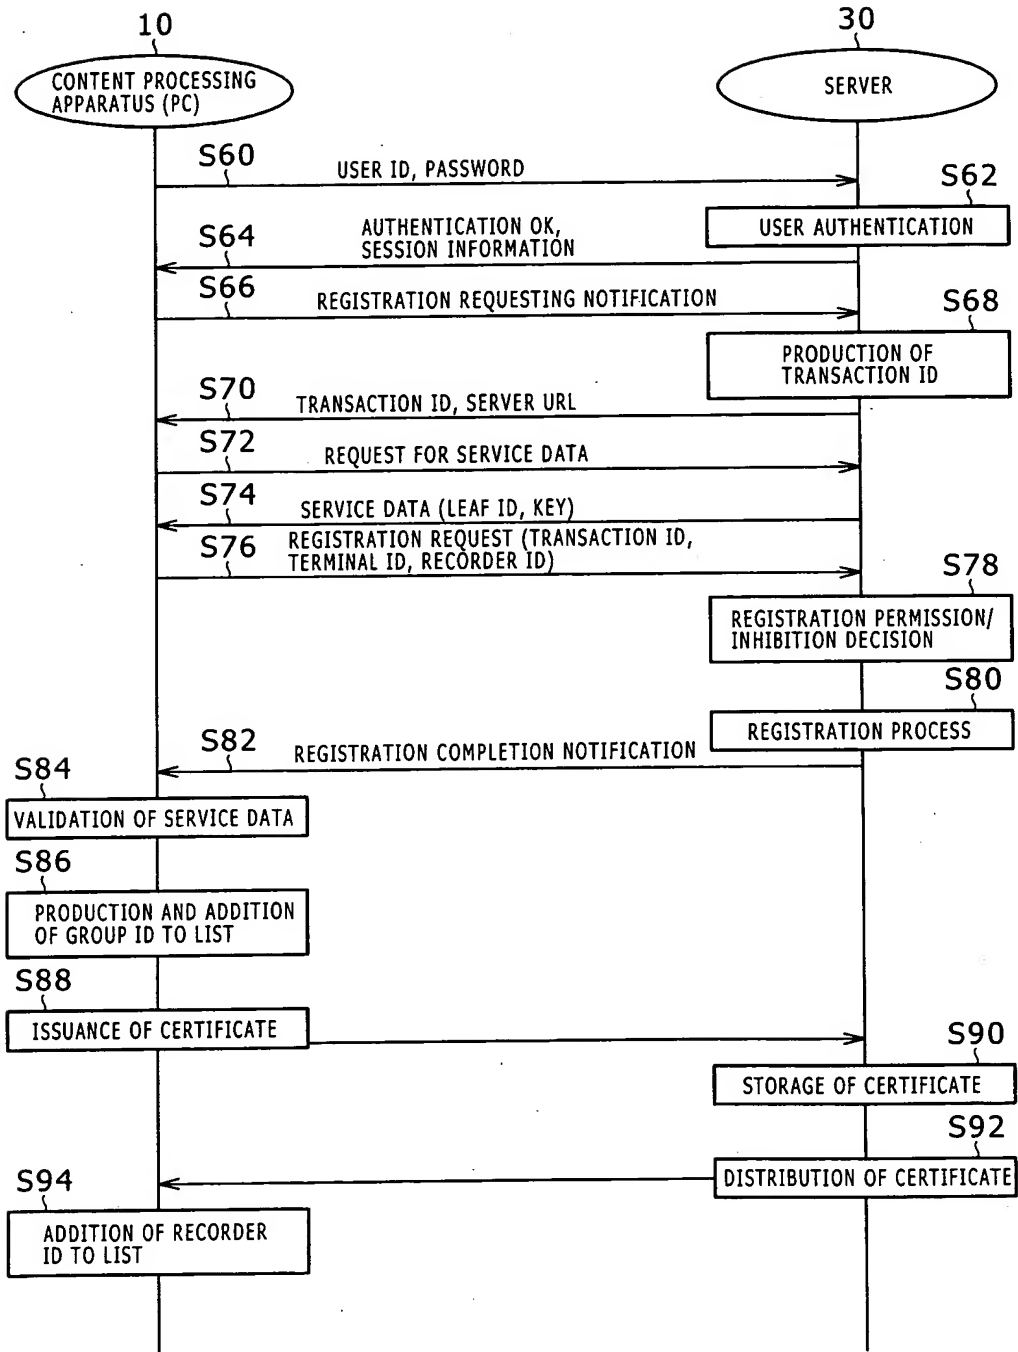 10
30
CONTENT PROCESSING
APPARATUS (PC)
SERVER
S60
USER ID, PASSWORD
S62
USER AUTHENTICATION
S64
AUTHENTICATION OK,
SESSION INFORMATION
S66
REGISTRATION REQUESTING NOTIFICATION
S68
PRODUCTION OF
TRANSACTION ID
S70
TRANSACTION ID, SERVER URL
S72
REQUEST FOR SERVICE DATA
S74
SERVICE DATA (LEAF ID, KEY)
S76
REGISTRATION REQUEST (TRANSACTION ID,
TERMINAL ID, RECORDER ID)
S78
REGISTRATION PERMISSION/
INHIBITION DECISION
S80
REGISTRATION PROCESS
S82
REGISTRATION COMPLETION NOTIFICATION
S84
VALIDATION OF SERVICE DATA
S86
PRODUCTION AND ADDITION
OF GROUP ID TO LIST
S88
ISSUANCE OF CERTIFICATE
S90
STORAGE OF CERTIFICATE
S92
DISTRIBUTION OF CERTIFICATE
S94
ADDITION OF RECORDER
ID TO LIST